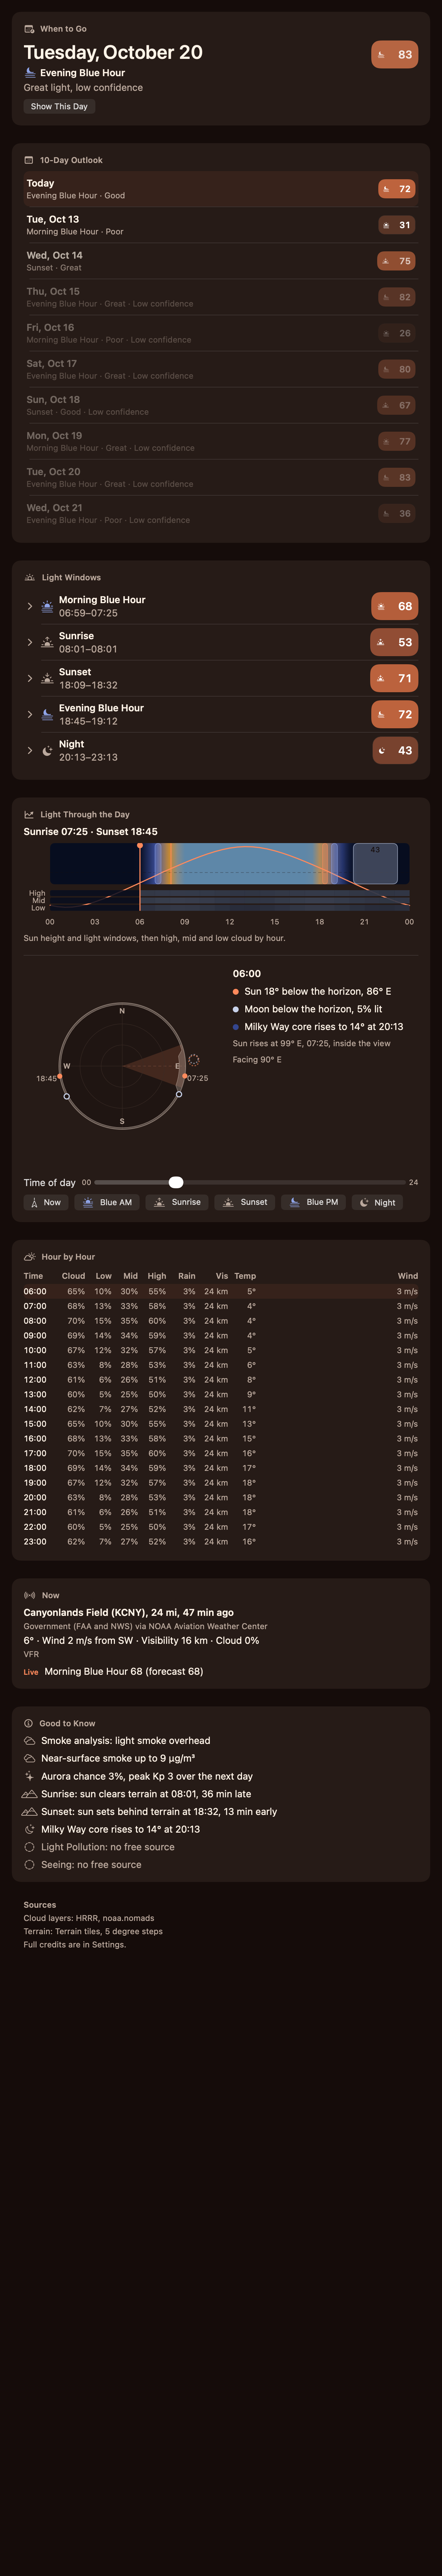 When to Go
Tuesday, October 20
83
Evening Blue Hour
Great light, low confidence
Show This Day
10-Day Outlook
Today
Evening Blue Hour · Good
72
Tue, Oct 13
Morning Blue Hour · Poor
31
Wed, Oct 14
Sunset · Great
75
Thu, Oct 15
Evening Blue Hour · Great · Low confidence
82
Fri, Oct 16
Morning Blue Hour · Poor · Low confidence
26
Sat, Oct 17
Evening Blue Hour · Great · Low confidence
80
Sun, Oct 18
Sunset · Good · Low confidence
67
Mon, Oct 19
Morning Blue Hour · Great · Low confidence
77
Tue, Oct 20
Evening Blue Hour · Great · Low confidence
83
Wed, Oct 21
Evening Blue Hour · Poor · Low confidence
36
Light Windows
Morning Blue Hour
06:59–07:25
68
Sunrise
08:01–08:01
53
Sunset
18:09–18:32
71
Evening Blue Hour
18:45–19:12
72
Night
20:13–23:13
43
Light Through the Day
Sunrise 07:25 · Sunset 18:45
43
High
Mid
Low
00 03 06 09 12 15 18 21 00
Sun height and light windows, then high, mid and low cloud by hour.
06:00
Sun 18° below the horizon, 86° E
Moon below the horizon, 5% lit
Milky Way core rises to 14° at 20:13
Sun rises at 99° E, 07:25, inside the view
Facing 90° E
N
W E
18:45 07:25
S
Time of day 00 24
Now Blue AM Sunrise Sunset Blue PM Night
Hour by Hour
Time Cloud Low Mid High Rain Vis Temp Wind
06:00 65% 10% 30% 55% 3% 24 km 5° 3 m/s
07:00 68% 13% 33% 58% 3% 24 km 4° 3 m/s
08:00 70% 15% 35% 60% 3% 24 km 4° 3 m/s
09:00 69% 14% 34% 59% 3% 24 km 4° 3 m/s
10:00 67% 12% 32% 57% 3% 24 km 5° 3 m/s
11:00 63% 8% 28% 53% 3% 24 km 6° 3 m/s
12:00 61% 6% 26% 51% 3% 24 km 8° 3 m/s
13:00 60% 5% 25% 50% 3% 24 km 9° 3 m/s
14:00 62% 7% 27% 52% 3% 24 km 11° 3 m/s
15:00 65% 10% 30% 55% 3% 24 km 13° 3 m/s
16:00 68% 13% 33% 58% 3% 24 km 15° 3 m/s
17:00 70% 15% 35% 60% 3% 24 km 16° 3 m/s
18:00 69% 14% 34% 59% 3% 24 km 17° 3 m/s
19:00 67% 12% 32% 57% 3% 24 km 18° 3 m/s
20:00 63% 8% 28% 53% 3% 24 km 18° 3 m/s
21:00 61% 6% 26% 51% 3% 24 km 18° 3 m/s
22:00 60% 5% 25% 50% 3% 24 km 17° 3 m/s
23:00 62% 7% 27% 52% 3% 24 km 16° 3 m/s
Now
Canyonlands Field (KCNY), 24 mi, 47 min ago
Government (FAA and NWS) via NOAA Aviation Weather Center
6° · Wind 2 m/s from SW · Visibility 16 km · Cloud 0%
VFR
Live Morning Blue Hour 68 (forecast 68)
Good to Know
Smoke analysis: light smoke overhead
Near-surface smoke up to 9 µg/m³
Aurora chance 3%, peak Kp 3 over the next day
Sunrise: sun clears terrain at 08:01, 36 min late
Sunset: sun sets behind terrain at 18:32, 13 min early
Milky Way core rises to 14° at 20:13
Light Pollution: no free source
Seeing: no free source
Sources
Cloud layers: HRRR, noaa.nomads
Terrain: Terrain tiles, 5 degree steps
Full credits are in Settings.